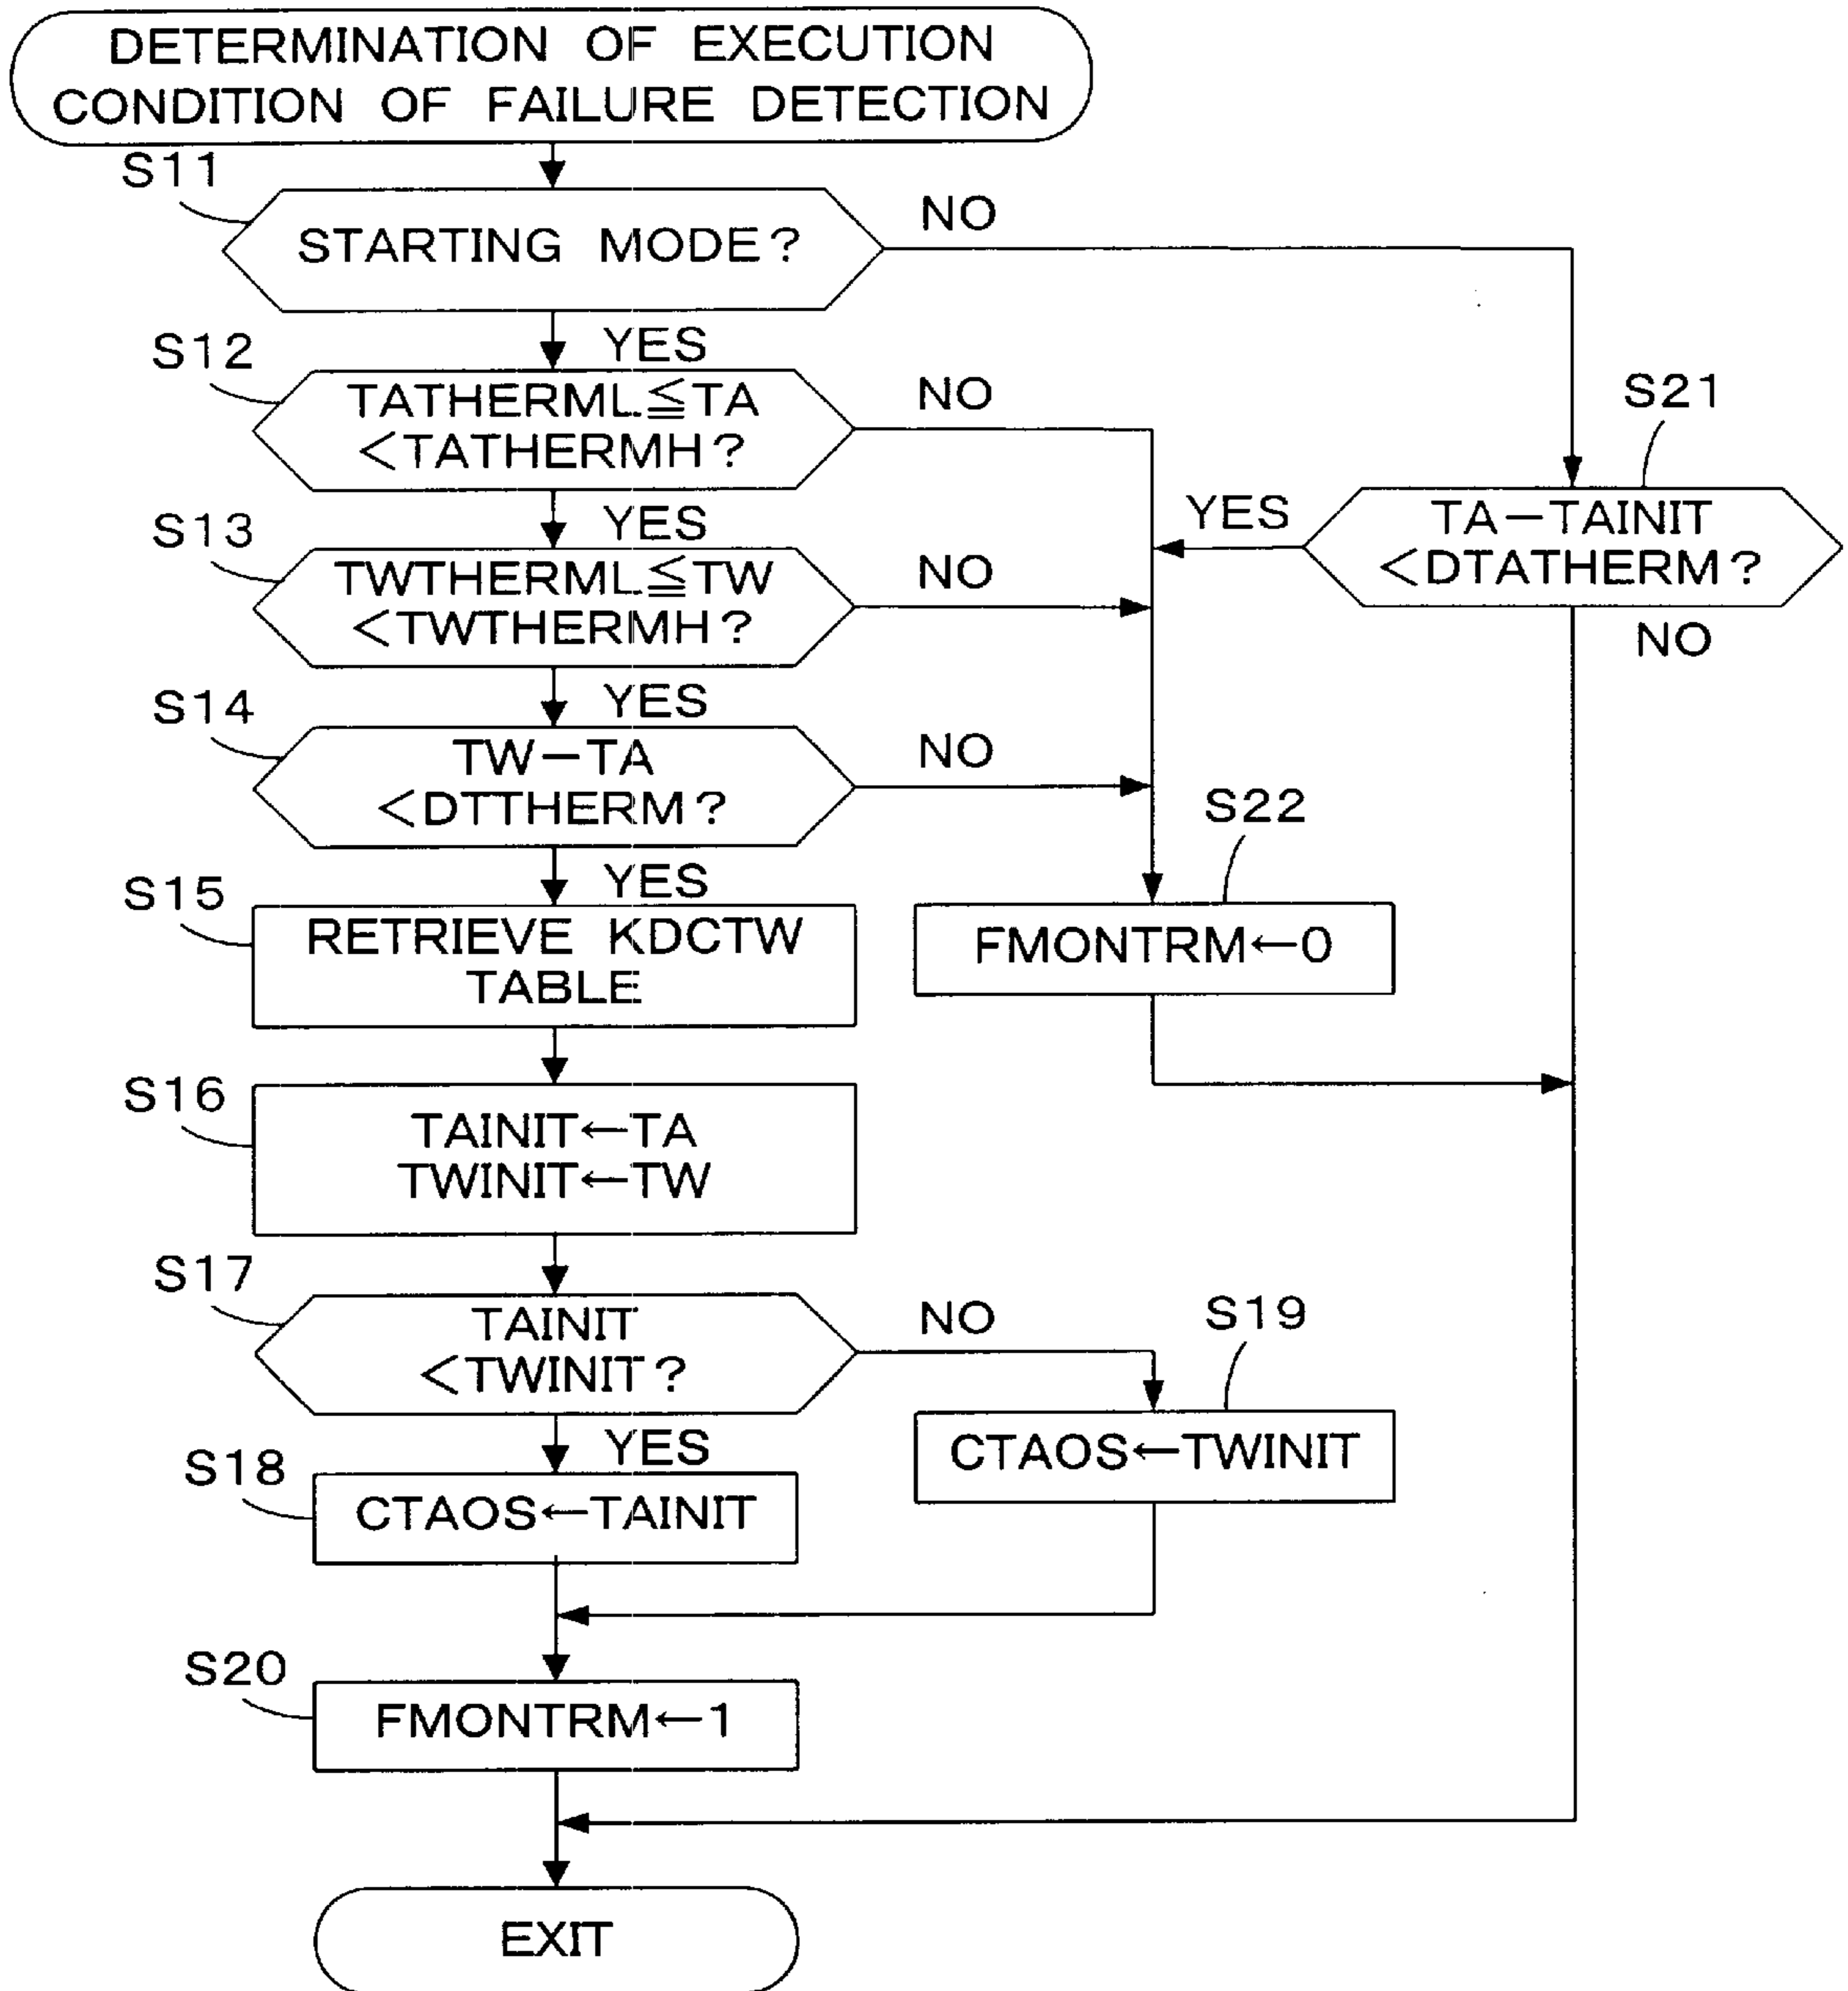 DETERMINATION OF EXECUTION
CONDITION OF FAILURE DETECTION
S11
STARTING MODE?
NO
YES
S12
TATHERML≦TA
<TATHERMH?
NO
YES
S21
TA−TAINIT
<DTATHERM?
YES
NO
S13
TWTHERML≦TW
<TWTHERMH?
NO
YES
S14
TW−TA
<DTTHERM?
NO
YES
S22
FMONTRM←0
S15
RETRIEVE KDCTW
TABLE
S16
TAINIT←TA
TWINIT←TW
S17
TAINIT
<TWINIT?
NO
YES
S19
CTAOS←TWINIT
S18
CTAOS←TAINIT
S20
FMONTRM←1
EXIT